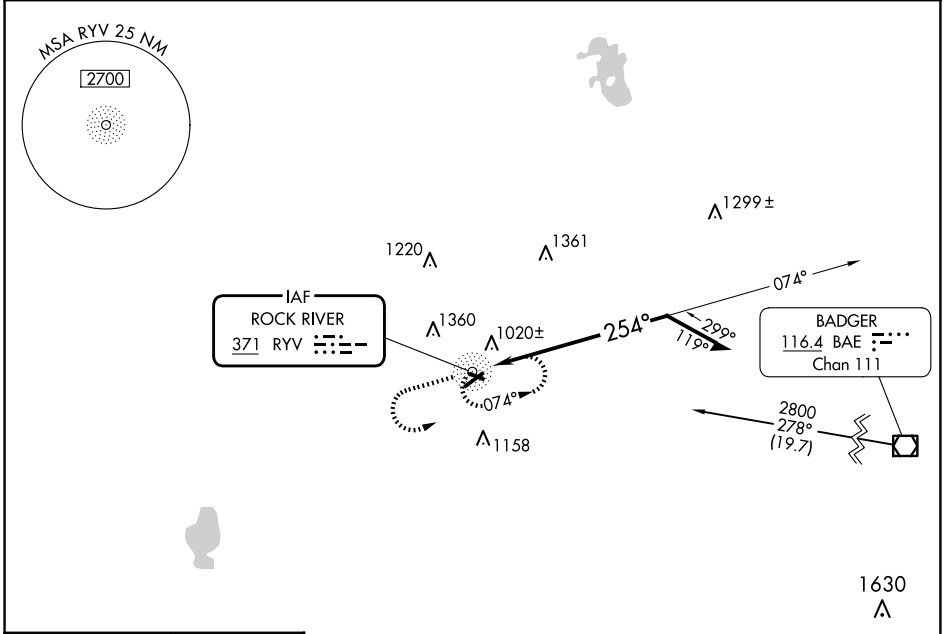 MSA RYV 25 NM
2700
1299±
1220
1361
074°
IAF
ROCK RIVER
371 RYV
1360
1020±
254°
299°
119°
BADGER
116.4 BAE
Chan 111
074°
2800
278°
(19.7)
1158
1630